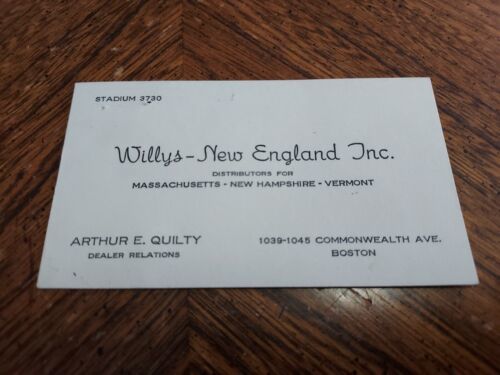 STADIUM 3730
Willys-New England Inc.
DISTRIBUTORS FOR
MASSACHUSETTS - NEW HAMPSHIRE - VERMONT
ARTHUR E. QUILTY
DEALER RELATIONS
1039-1045 COMMONWEALTH AVE.
BOSTON